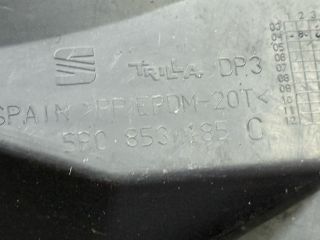 TRILLA DP3
SPAIN >PP/EPDM-20T<
5P0 853 185 C